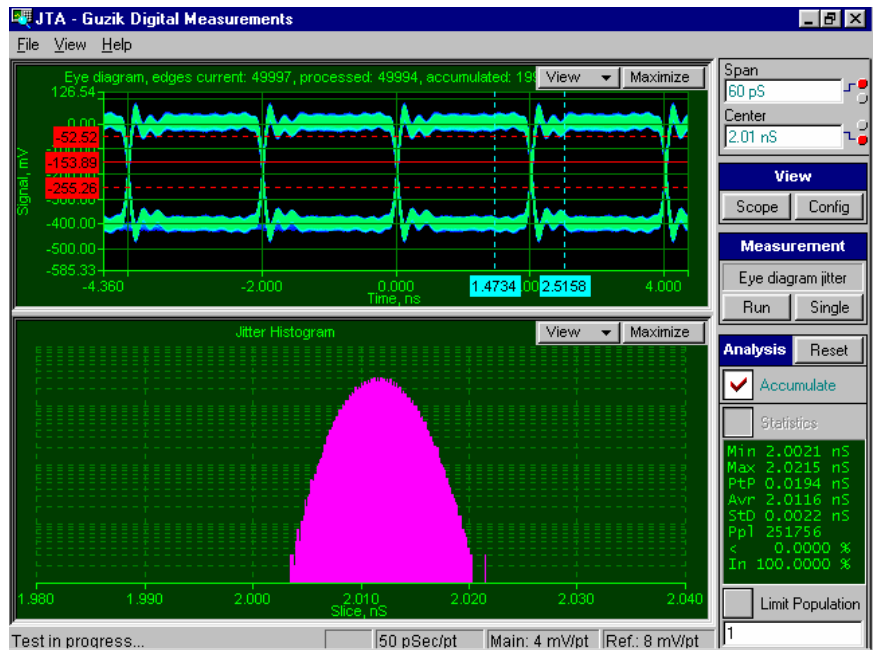 JTA - Guzik Digital Measurements
File View Help
Eye diagram, edges current: 49997, processed: 49994, accumulated:
View
Maximize
126.54
0.00
-52.52
-153.69
-255.26
-400.00
-500.00
-585.33
Signal, mV
-4.360 -2.000 0.000 1.4734 2.5158 4.000
Time, ns
Jitter Histogram
View
Maximize
1.980 1.990 2.000 2.010 2.020 2.030 2.040
Slice, nS
Span
60 pS
Center
2.01 nS
View
Scope Config
Measurement
Eye diagram jitter
Run Single
Analysis Reset
Accumulate
Statistics
Min 2.0021 nS
Max 2.0215 nS
PtP 0.0194 nS
Avr 2.0116 nS
StD 0.0022 nS
Ppl 251756
< 0.0000 %
In 100.0000 %
Limit Population
1
Test in progress... 50 pSec/pt Main: 4 mV/pt Ref.: 8 mV/pt